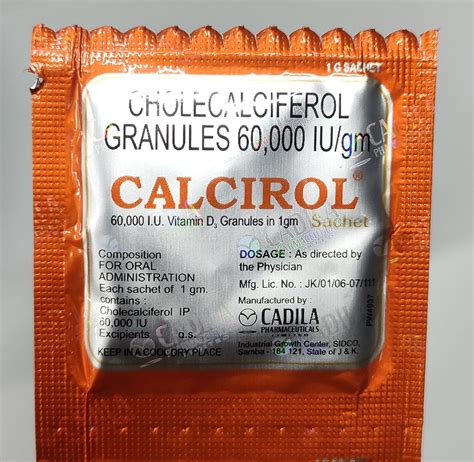 1 G SACHET
CHOLECALCIFEROL
GRANULES 60,000 IU/gm
CALCIROL®
60,000 I.U. Vitamin D3 Granules in 1gm
Sachet
Composition
FOR ORAL
ADMINISTRATION
Each sachet of 1 gm.
contains :
Cholecalciferol IP
60,000 IU
Excipients q.s.
KEEP IN A COOL DRY PLACE
DOSAGE : As directed by
the Physician
Mfg. Lic. No. : JK/01/06-07/111
Manufactured by :
CADILA
PHARMACEUTICALS
LIMITED
Industrial Growth Center, SIDCO,
Samba - 184 121, State of J & K.
PW4037